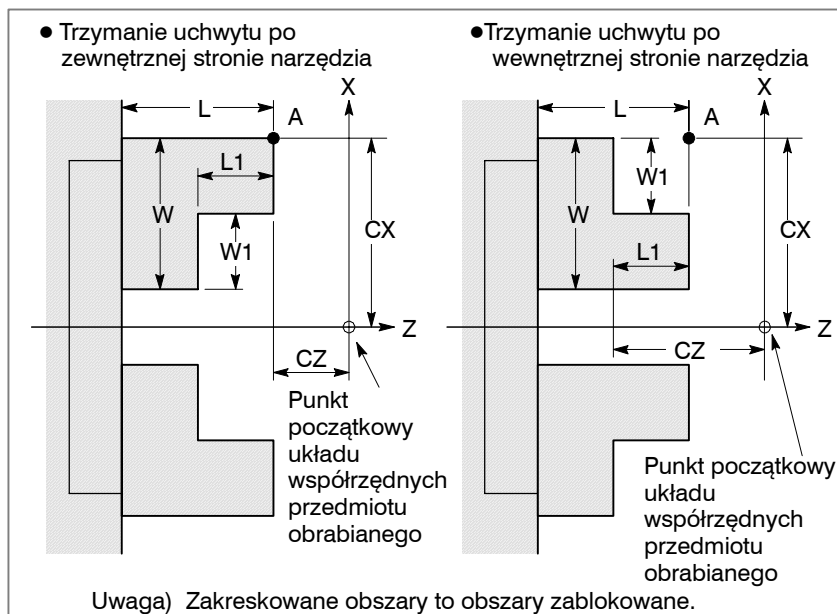 ● Trzymanie uchwytu po
zewnętrznej stronie narzędzia
X
L
A
L1
W
CX
W1
Z
CZ
Punkt
początkowy
układu
współrzędnych
przedmiotu
obrabianego
●Trzymanie uchwytu po
wewnętrznej stronie narzędzia
X
L
A
W1
W
CX
L1
Z
CZ
Punkt początkowy
układu
współrzędnych
przedmiotu
obrabianego
Uwaga) Zakreskowane obszary to obszary zablokowane.